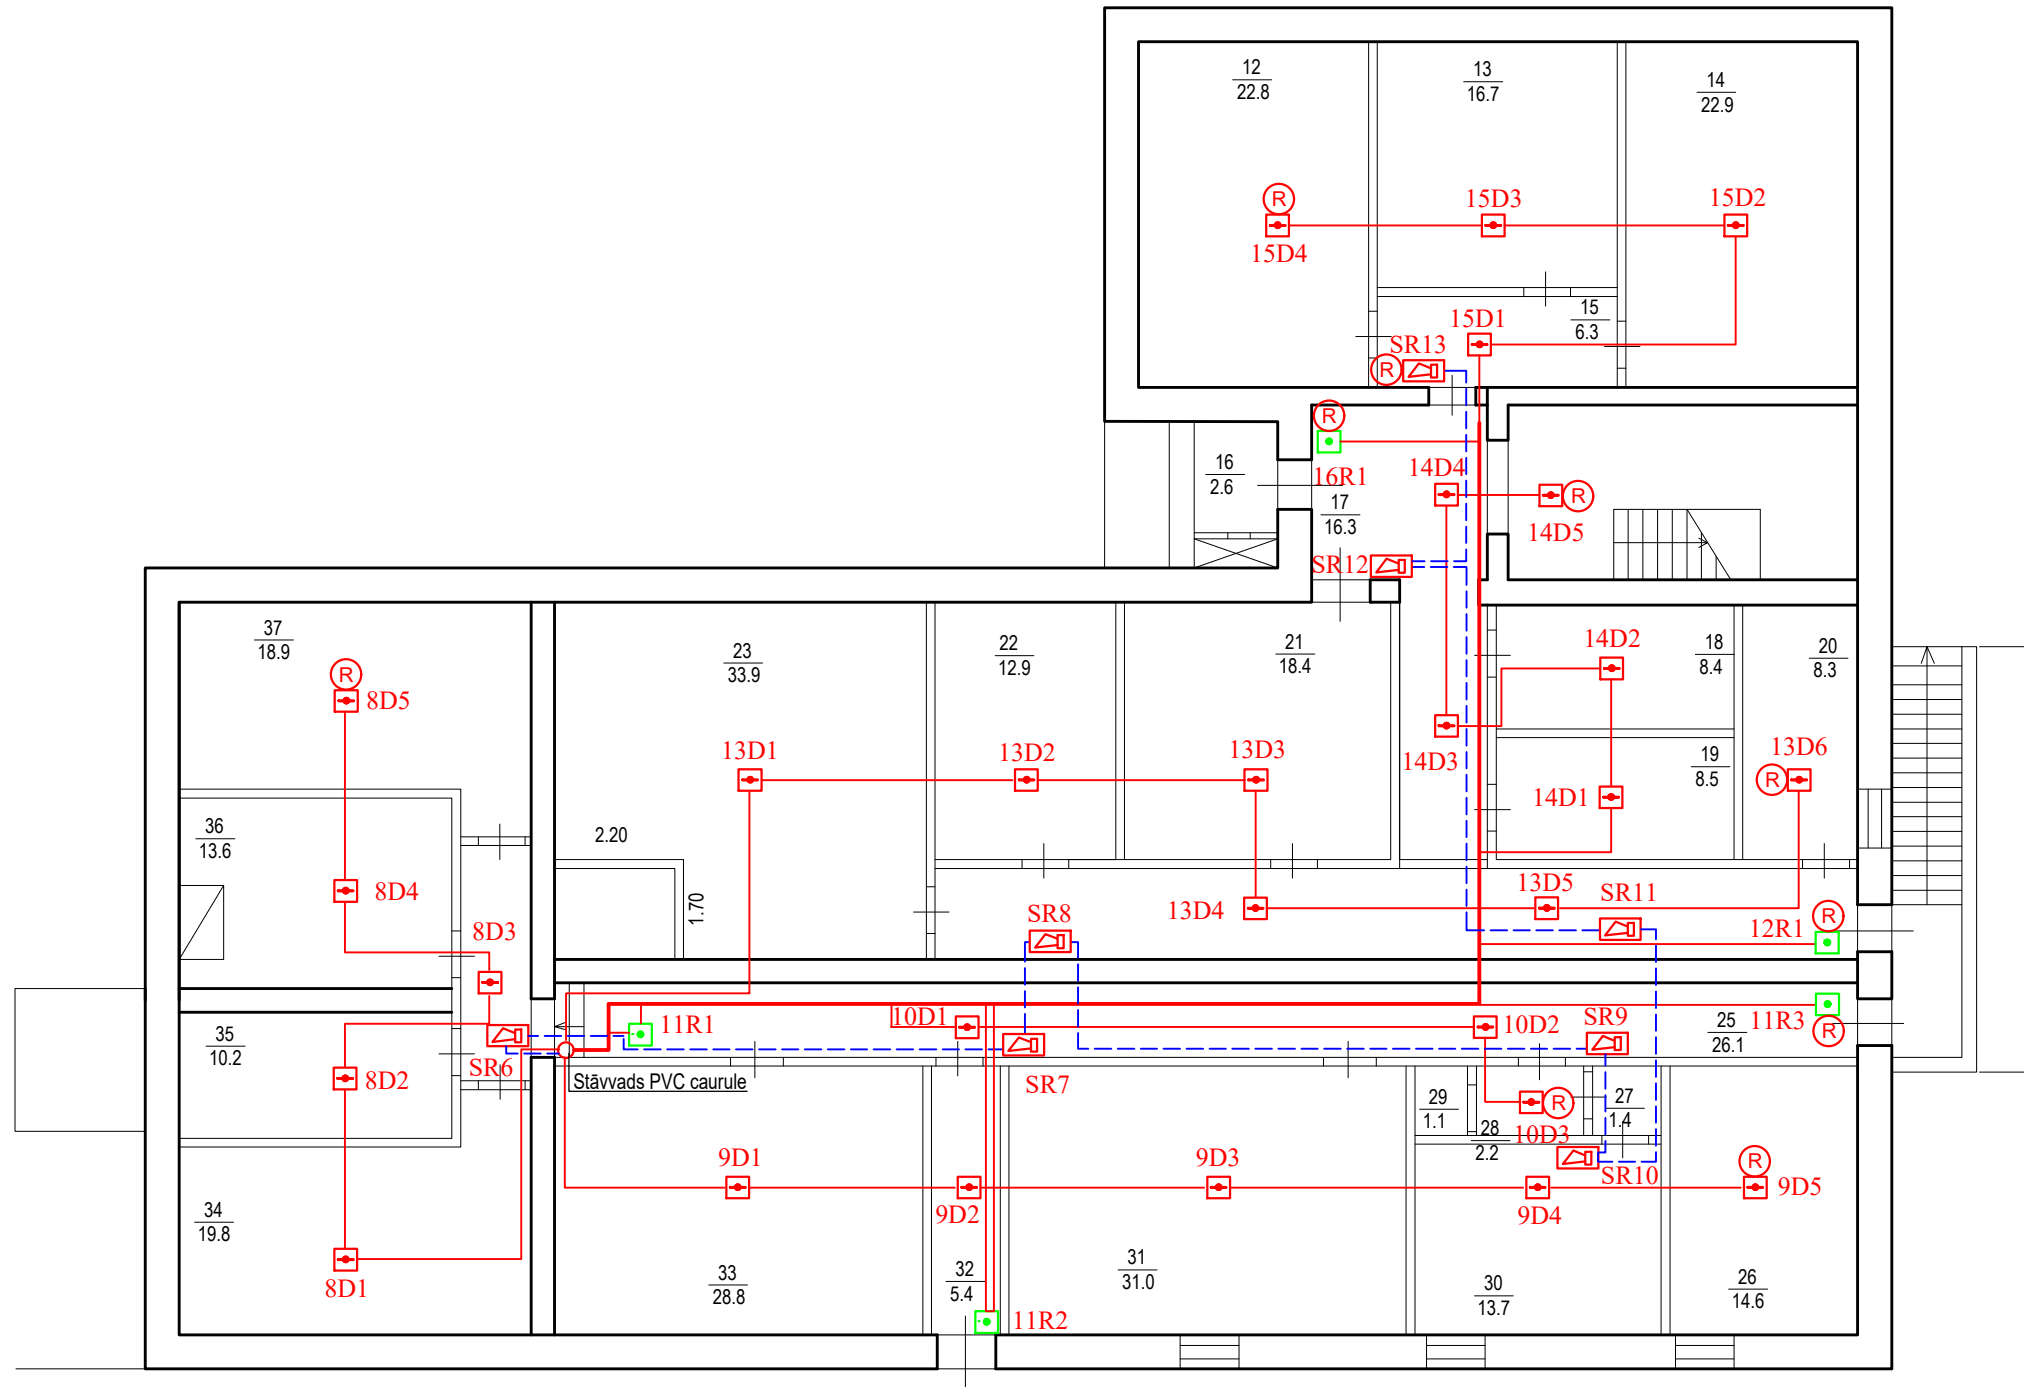 12
22.8
13
16.7
14
22.9
R
15D3
15D2
15D4
15
6.3
15D1
SR13
R
R
16
2.6
16R1
14D4
17
16.3
R
14D5
SR12
37
18.9
23
33.9
22
12.9
21
18.4
14D2
18
8.4
20
8.3
R
8D5
13D1
13D2
13D3
14D3
19
8.5
13D6
R
14D1
36
13.6
2.20
8D4
1.70
13D4
13D5
SR11
SR8
8D3
12R1
R
35
10.2
11R1
10D1
10D2
SR9
25
26.1
11R3
R
SR6
8D2
Stāvvads PVC caurule
SR7
29
1.1
R
27
1.4
28
2.2
10D3
9D1
9D3
R
SR10
9D5
34
19.8
9D2
9D4
8D1
33
28.8
32
5.4
31
31.0
30
13.7
26
14.6
11R2